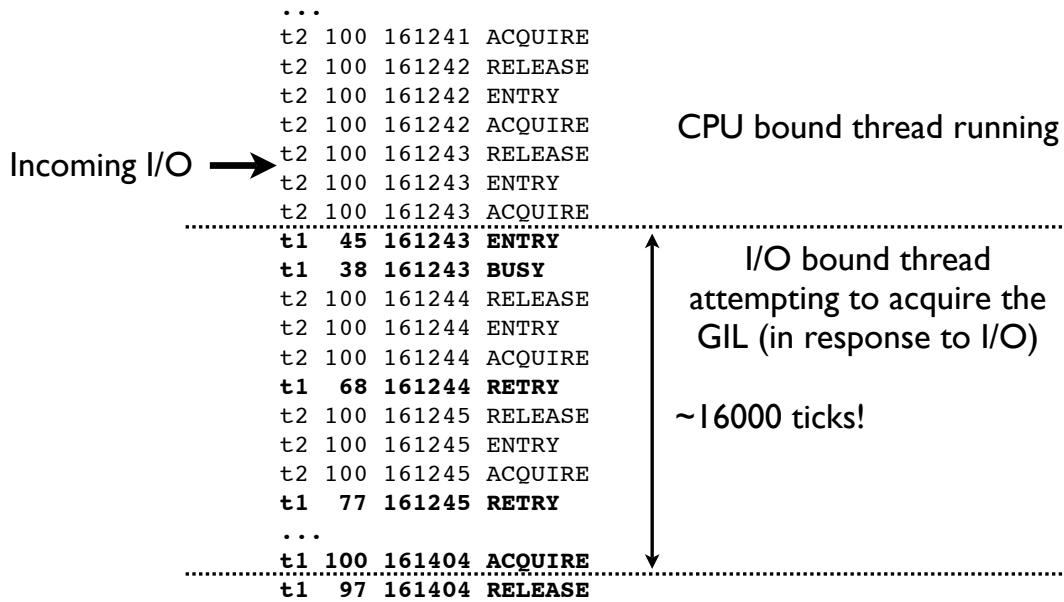 ...
t2 100 161241 ACQUIRE
t2 100 161242 RELEASE
t2 100 161242 ENTRY
t2 100 161242 ACQUIRE
t2 100 161243 RELEASE
t2 100 161243 ENTRY
t2 100 161243 ACQUIRE
CPU bound thread running
Incoming I/O
t1 45 161243 ENTRY
t1 38 161243 BUSY
t2 100 161244 RELEASE
t2 100 161244 ENTRY
t2 100 161244 ACQUIRE
t1 68 161244 RETRY
t2 100 161245 RELEASE
t2 100 161245 ENTRY
t2 100 161245 ACQUIRE
t1 77 161245 RETRY
...
t1 100 161404 ACQUIRE
I/O bound thread
attempting to acquire the
GIL (in response to I/O)
~16000 ticks!
t1 97 161404 RELEASE